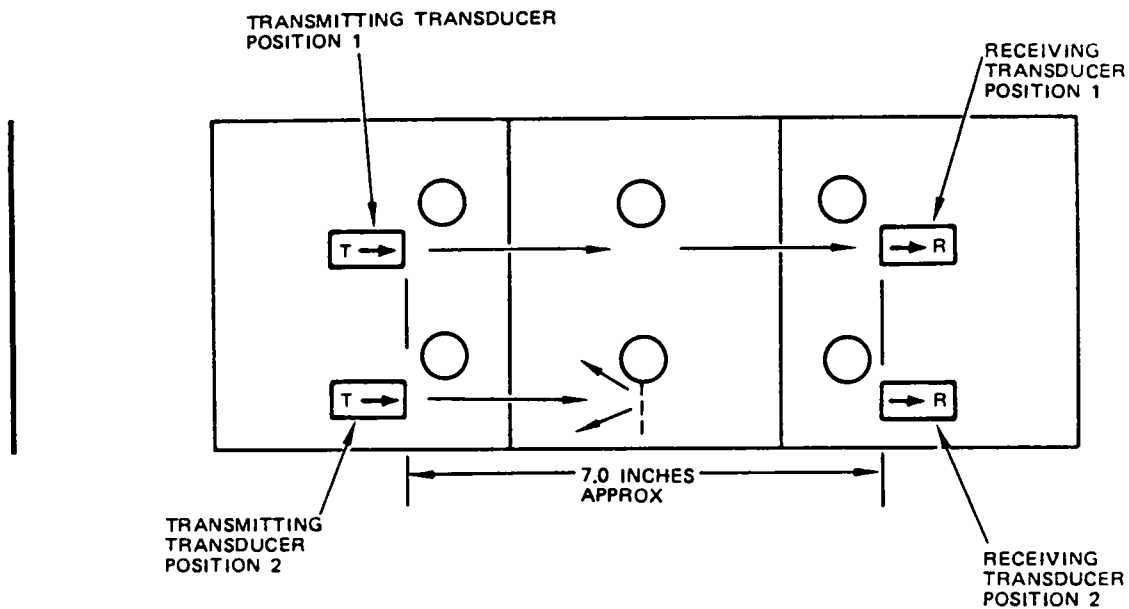 TRANSMITTING TRANSDUCER
POSITION 1
RECEIVING
TRANSDUCER
POSITION 1
T
R
T
R
7.0 INCHES
APPROX
TRANSMITTING
TRANSDUCER
POSITION 2
RECEIVING
TRANSDUCER
POSITION 2